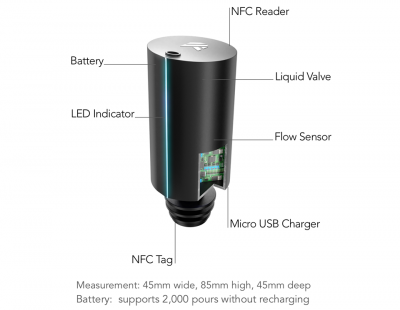 NFC Reader
Battery
Liquid Valve
LED Indicator
Flow Sensor
Micro USB Charger
NFC Tag
Measurement: 45mm wide, 85mm high, 45mm deep
Battery: supports 2,000 pours without recharging